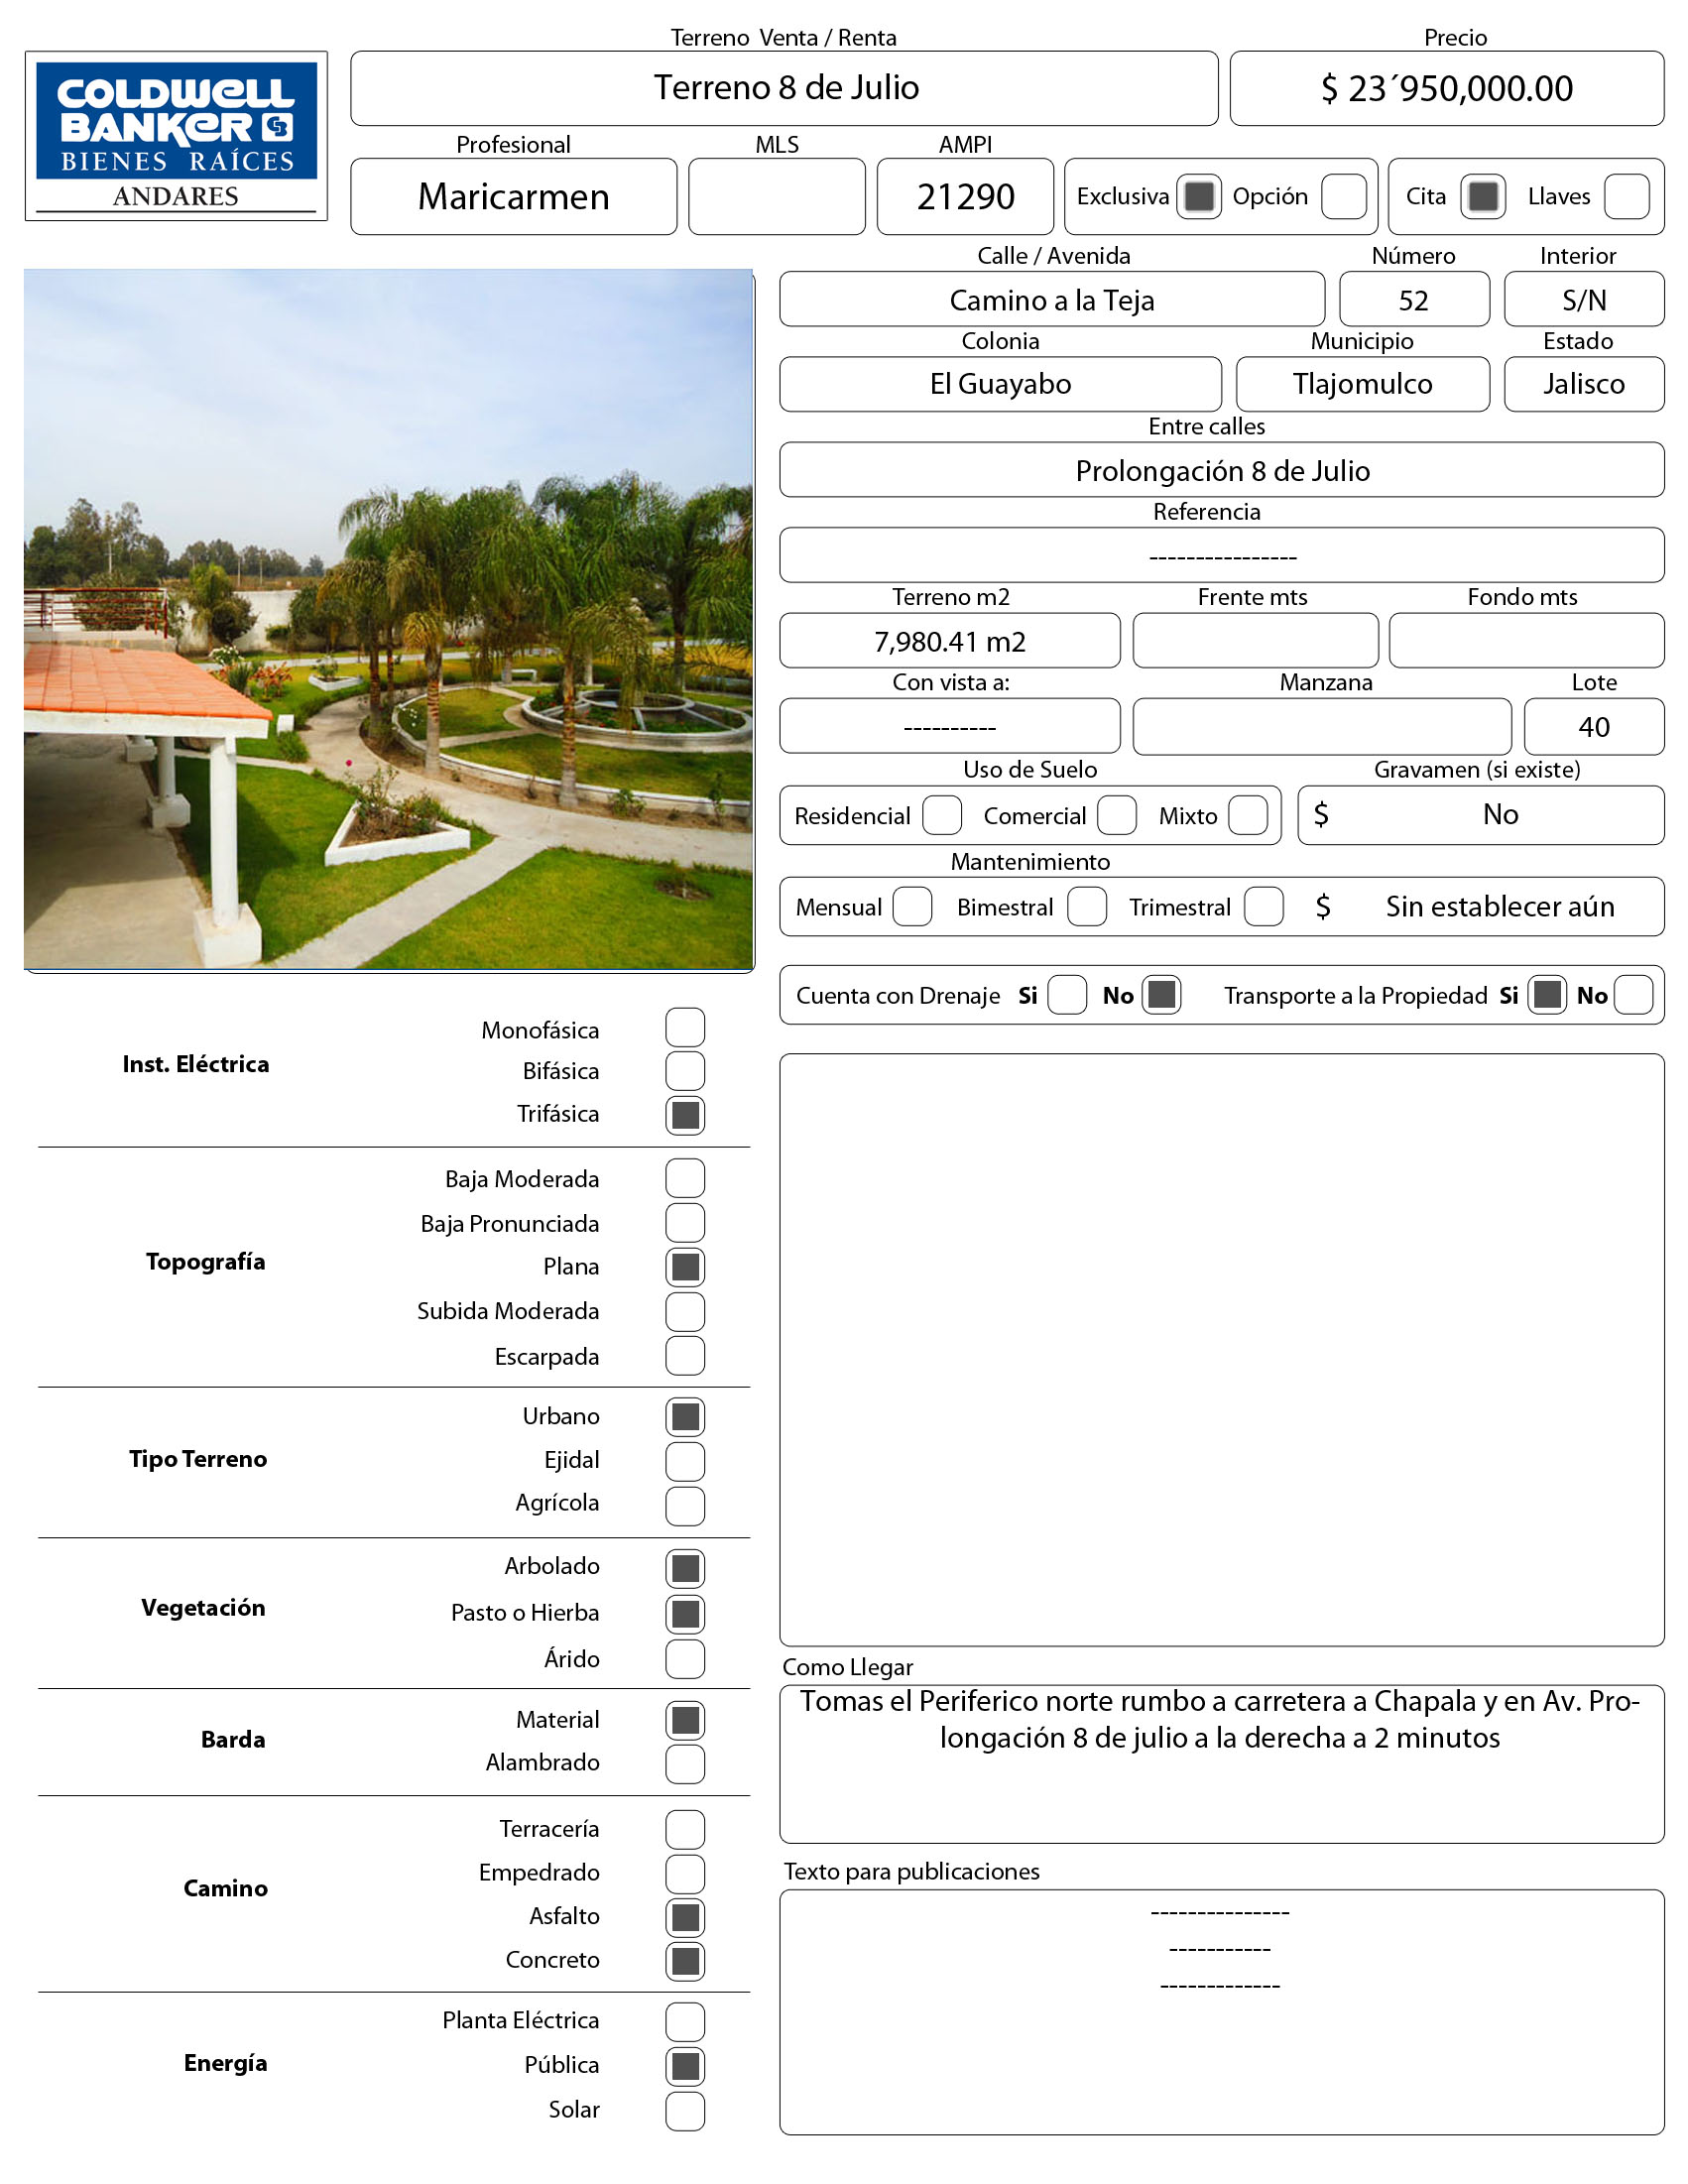 COLDWELL
BANKER CB
BIENES RAÍCES
ANDARES
Terreno Venta / Renta
Terreno 8 de Julio
Precio
$ 23´950,000.00
Profesional
Maricarmen
MLS
AMPI
21290
Exclusiva Opción
Cita Llaves
Calle / Avenida Número Interior
Camino a la Teja 52 S/N
Colonia Municipio Estado
El Guayabo Tlajomulco Jalisco
Entre calles
Prolongación 8 de Julio
Referencia
----------------
Terreno m2 Frente mts Fondo mts
7,980.41 m2
Con vista a: Manzana Lote
---------- 40
Uso de Suelo Gravamen (si existe)
Residencial Comercial Mixto $ No
Mantenimiento
Mensual Bimestral Trimestral $ Sin establecer aún
Cuenta con Drenaje Si No Transporte a la Propiedad Si No
Inst. Eléctrica
Monofásica
Bifásica
Trifásica
Topografía
Baja Moderada
Baja Pronunciada
Plana
Subida Moderada
Escarpada
Tipo Terreno
Urbano
Ejidal
Agrícola
Vegetación
Arbolado
Pasto o Hierba
Árido
Barda
Material
Alambrado
Camino
Terracería
Empedrado
Asfalto
Concreto
Energía
Planta Eléctrica
Pública
Solar
Como Llegar
Tomas el Periferico norte rumbo a carretera a Chapala y en Av. Pro-
longación 8 de julio a la derecha a 2 minutos
Texto para publicaciones
---------------
-----------
-------------